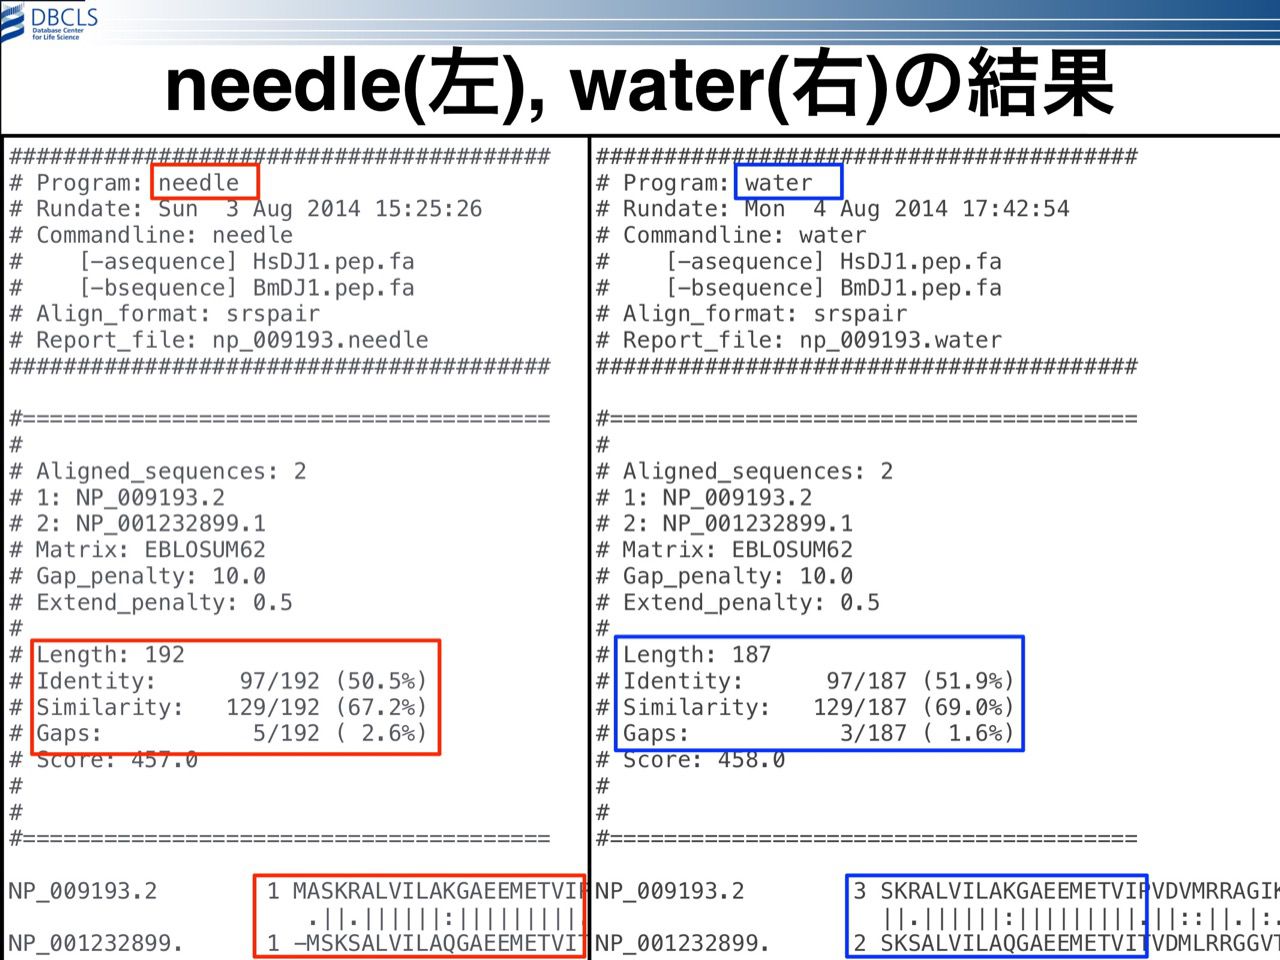 DBCLS
Database Center
for Life Science
needle(左), water(右)の結果
########################################
# Program: needle
# Rundate: Sun  3 Aug 2014 15:25:26
# Commandline: needle
#    [-asequence] HsDJ1.pep.fa
#    [-bsequence] BmDJ1.pep.fa
# Align_format: srspair
# Report_file: np_009193.needle
########################################
#=======================================
#
# Aligned_sequences: 2
# 1: NP_009193.2
# 2: NP_001232899.1
# Matrix: EBLOSUM62
# Gap_penalty: 10.0
# Extend_penalty: 0.5
#
# Length: 192
# Identity:      97/192 (50.5%)
# Similarity:   129/192 (67.2%)
# Gaps:           5/192 ( 2.6%)
# Score: 457.0
#
#
#=======================================
NP_009193.2        1 MASKRALVILAKGAEEMETVIP
                      .||.||||||:|||||||||.
NP_001232899.      1 -MSKSALVILAQGAEEMETVIT
########################################
# Program: water
# Rundate: Mon  4 Aug 2014 17:42:54
# Commandline: water
#    [-asequence] HsDJ1.pep.fa
#    [-bsequence] BmDJ1.pep.fa
# Align_format: srspair
# Report_file: np_009193.water
########################################
#=======================================
#
# Aligned_sequences: 2
# 1: NP_009193.2
# 2: NP_001232899.1
# Matrix: EBLOSUM62
# Gap_penalty: 10.0
# Extend_penalty: 0.5
#
# Length: 187
# Identity:      97/187 (51.9%)
# Similarity:   129/187 (69.0%)
# Gaps:           3/187 ( 1.6%)
# Score: 458.0
#
#
#=======================================
NP_009193.2        3 SKRALVILAKGAEEMETVIPVDVMRRAGIK
                     ||.||||||:|||||||||.||::||.|:.
NP_001232899.      2 SKSALVILAQGAEEMETVITVDMLRRGGVT